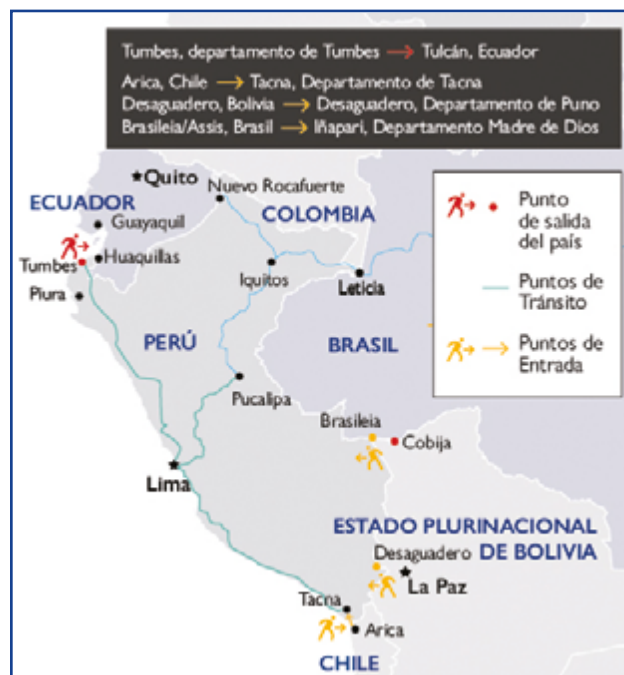 Tumbes, departamento de Tumbes → Tulcán, Ecuador
Arica, Chile → Tacna, Departamento de Tacna
Desaguadero, Bolivia → Desaguadero, Departamento de Puno
Brasileia/Assis, Brasil → Iñapari, Departamento Madre de Dios
Quito
Nuevo Rocafuerte
ECUADOR
COLOMBIA
Guayaquil
Huaquillas
Tumbes
Iquitos
Leticia
Piura
PERÚ
BRASIL
Pucalipa
Brasileia
Cobija
Lima
ESTADO PLURINACIONAL
DE BOLIVIA
Desaguadero
La Paz
Tacna
Arica
CHILE
Punto
de salida
del país
Puntos de
Tránsito
Puntos de
Entrada